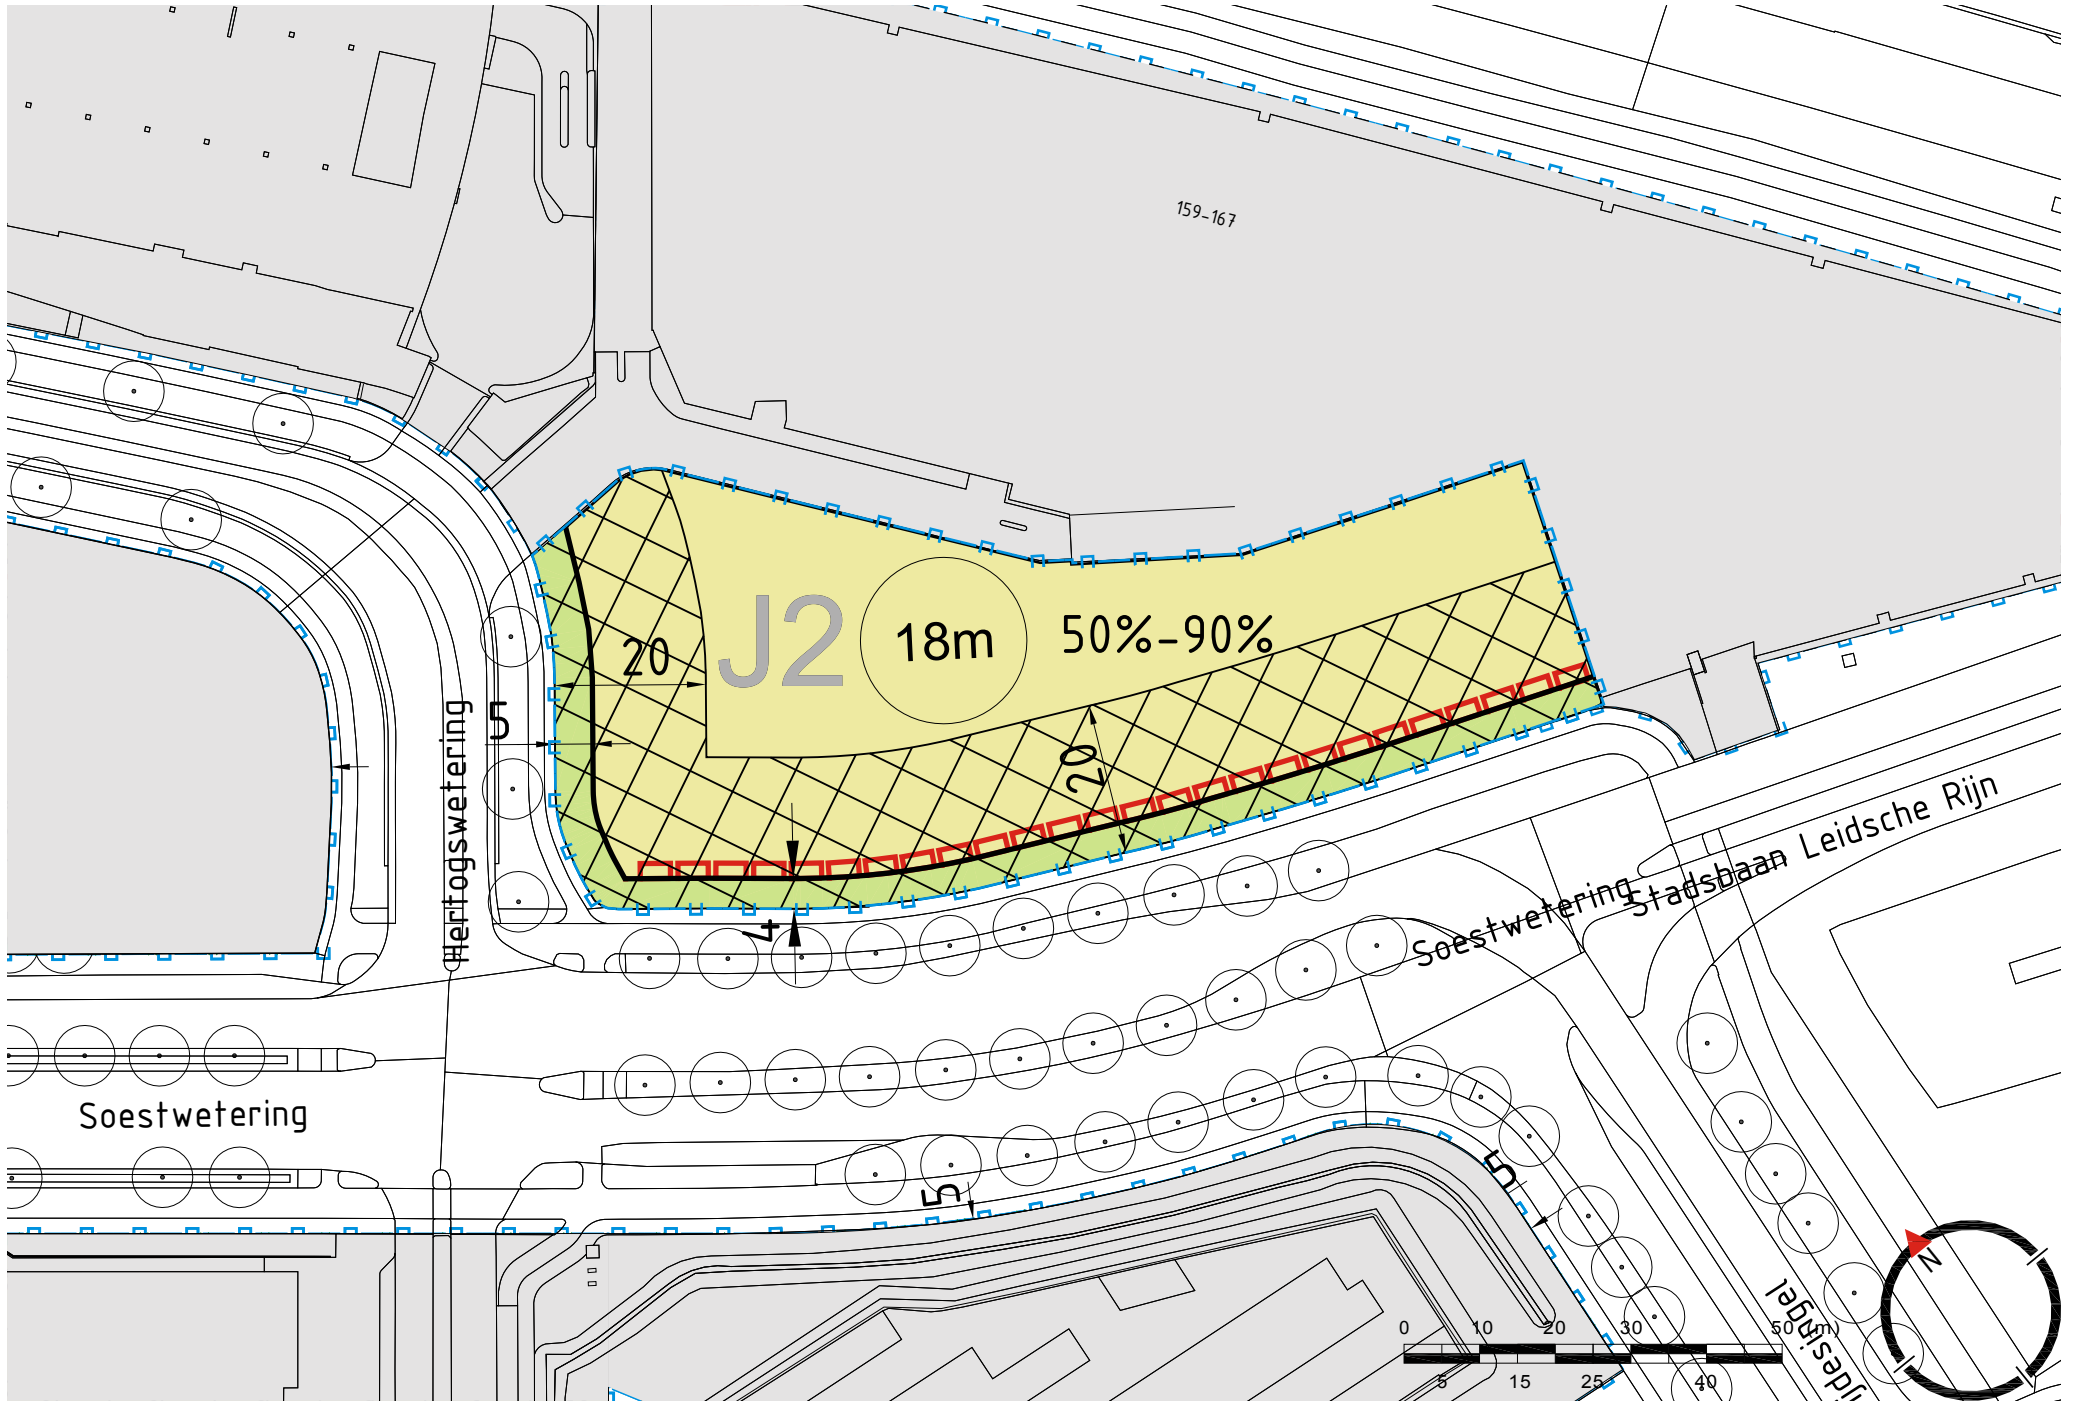 159-167
J2
18m
50%-90%
20
5
Hertogswetering
20
4
Stadsbaan Leidsche Rijn
Soestwetering
Soestwetering
5
5
N
0 10 20 30 50 (m)
5 15 25 40